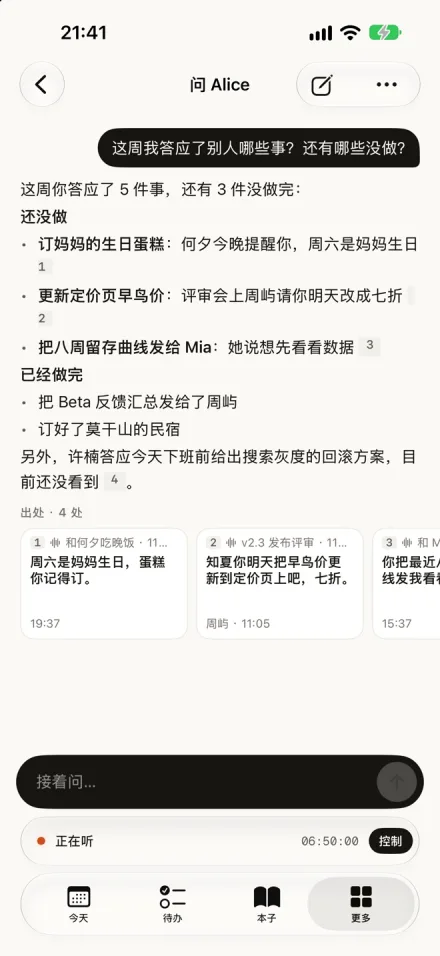 21:41
问 Alice
这周我答应了别人哪些事？还有哪些没做？
这周你答应了 5 件事，还有 3 件没做完：
还没做
• 订妈妈的生日蛋糕：何夕今晚提醒你，周六是妈妈生日
1
• 更新定价页早鸟价：评审会上周屿请你明天改成七折
2
• 把八周留存曲线发给 Mia：她说想先看看数据 3
已经做完
• 把 Beta 反馈汇总发给了周屿
• 订好了莫干山的民宿
另外，许楠答应今天下班前给出搜索灰度的回滚方案，目
前还没看到 4 。
出处 · 4 处
1 和何夕吃晚饭 · 11...
周六是妈妈生日，蛋糕
你记得订。
19:37
2 v2.3 发布评审 · 11...
知夏你明天把早鸟价更
新到定价页上吧，七折。
周屿 · 11:05
3 和 M
你把最近
线发我看
15:37
接着问...
正在听
06:50:00
控制
今天
待办
本子
更多